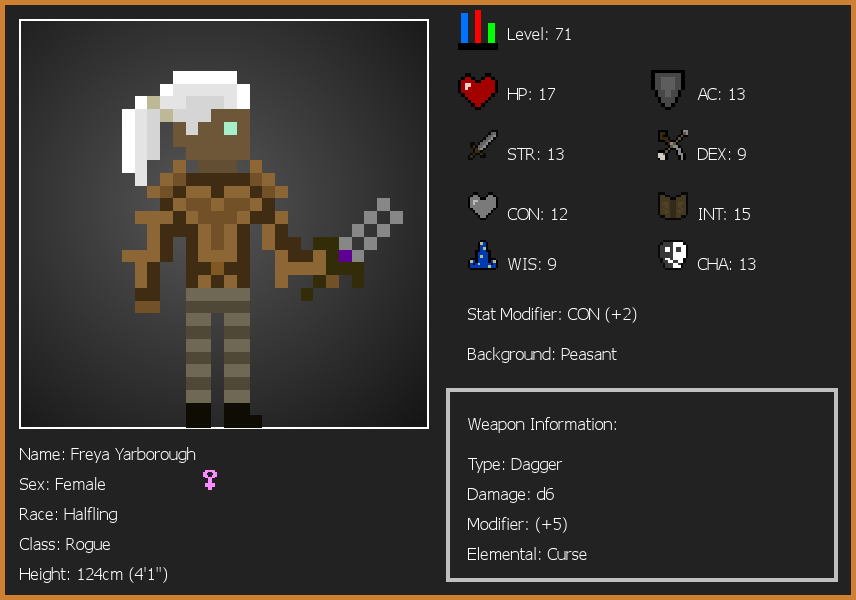 Level: 71
HP: 17
AC: 13
STR: 13
DEX: 9
CON: 12
INT: 15
WIS: 9
CHA: 13
Stat Modifier: CON (+2)
Background: Peasant
Weapon Information:
Type: Dagger
Damage: d6
Modifier: (+5)
Elemental: Curse
Name: Freya Yarborough
Sex: Female
Race: Halfling
Class: Rogue
Height: 124cm (4'1")